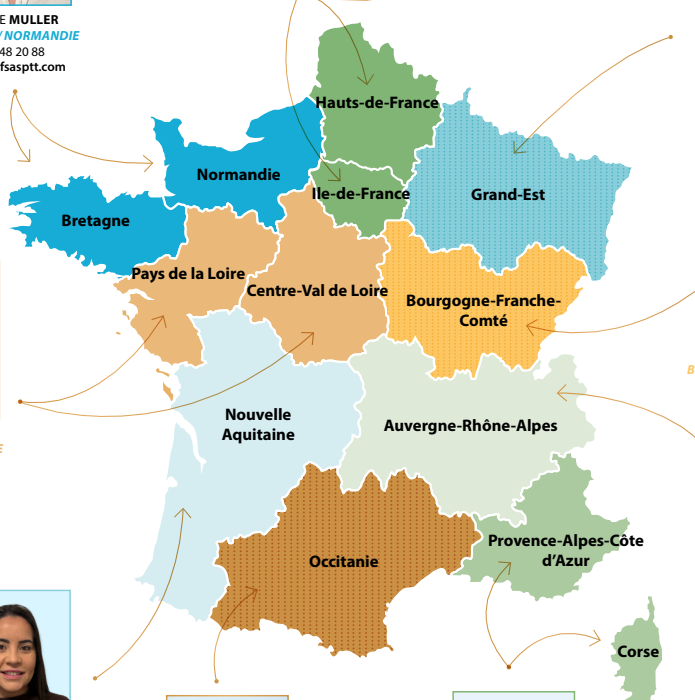 E MULLER
/ NORMANDIE
48 20 88
fsasptt.com
Hauts-de-France
Normandie
Ile-de-France
Grand-Est
Bretagne
Pays de la Loire
Centre-Val de Loire
Bourgogne-Franche-
Comté
B
Nouvelle
Aquitaine
Auvergne-Rhône-Alpes
E
Occitanie
Provence-Alpes-Côte
d’Azur
Corse